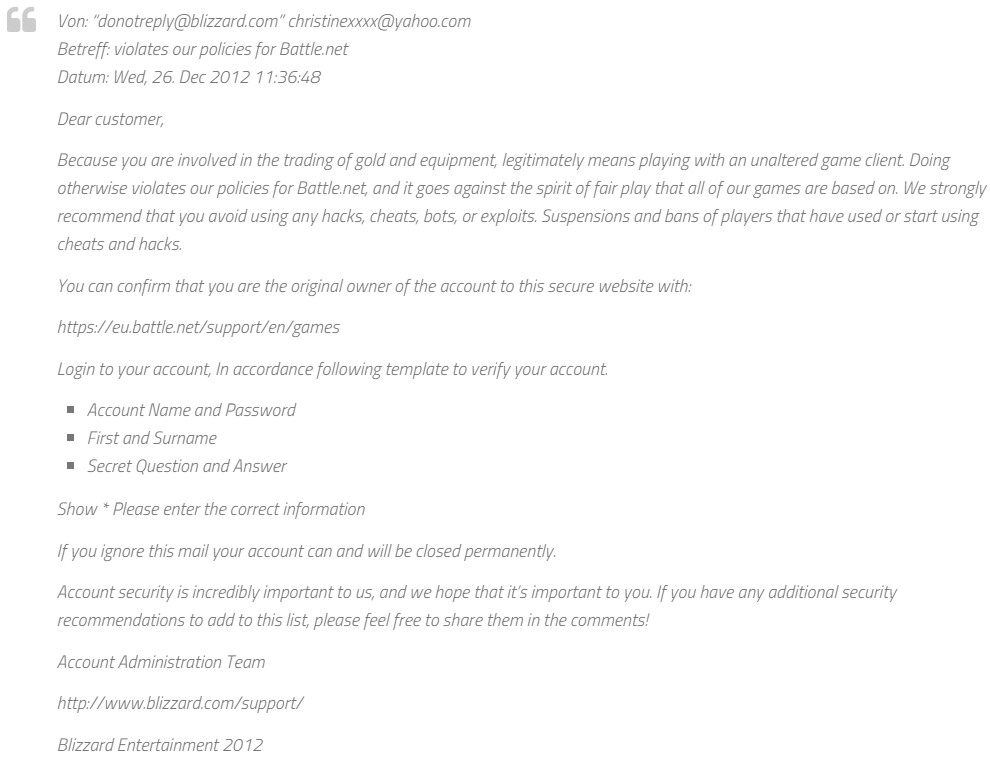 Von: “donotreply@blizzard.com” christinexxxx@yahoo.com
Betreff: violates our policies for Battle.net
Datum: Wed, 26. Dec 2012 11:36:48
Dear customer,
Because you are involved in the trading of gold and equipment, legitimately means playing with an unaltered game client. Doing
otherwise violates our policies for Battle.net, and it goes against the spirit of fair play that all of our games are based on. We strongly
recommend that you avoid using any hacks, cheats, bots, or exploits. Suspensions and bans of players that have used or start using
cheats and hacks.
You can confirm that you are the original owner of the account to this secure website with:
https://eu.battle.net/support/en/games
Login to your account, In accordance following template to verify your account.
Account Name and Password
First and Surname
Secret Question and Answer
Show * Please enter the correct information
If you ignore this mail your account can and will be closed permanently.
Account security is incredibly important to us, and we hope that it’s important to you. If you have any additional security
recommendations to add to this list, please feel free to share them in the comments!
Account Administration Team
http://www.blizzard.com/support/
Blizzard Entertainment 2012